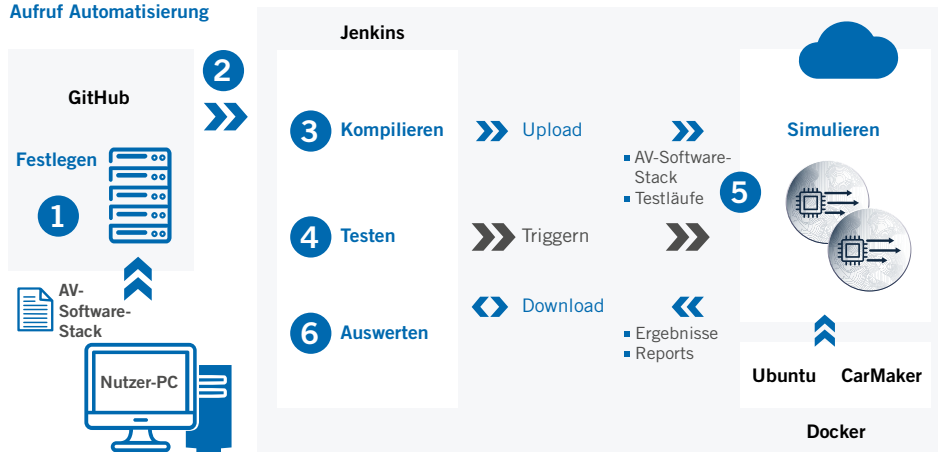 Aufruf Automatisierung
2
GitHub
Festlegen
1
AV-
Software-
Stack
Nutzer-PC
Jenkins
3 Kompilieren
Upload
AV-Software-
Stack
Testläufe
4 Testen
Triggern
5
Simulieren
6 Auswerten
Download
Ergebnisse
Reports
Ubuntu CarMaker
Docker